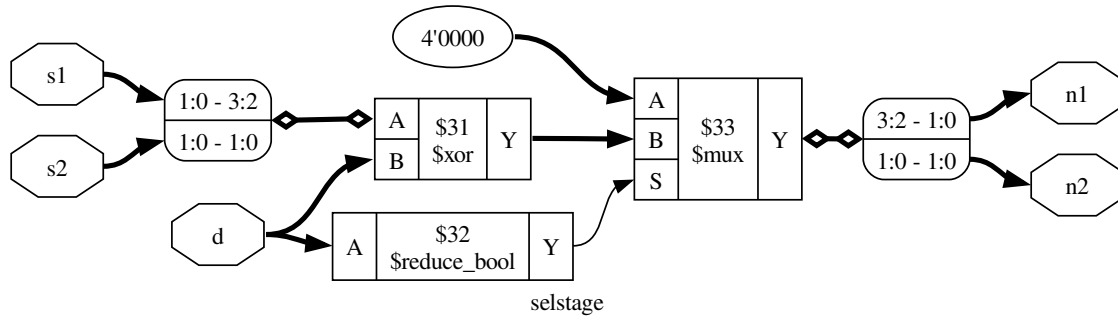 s1
s2
d
1:0 - 3:2
1:0 - 1:0
4'0000
A
B
$31
$xor
Y
A
$32
$reduce_bool
Y
A
B
S
$33
$mux
Y
3:2 - 1:0
1:0 - 1:0
n1
n2
selstage